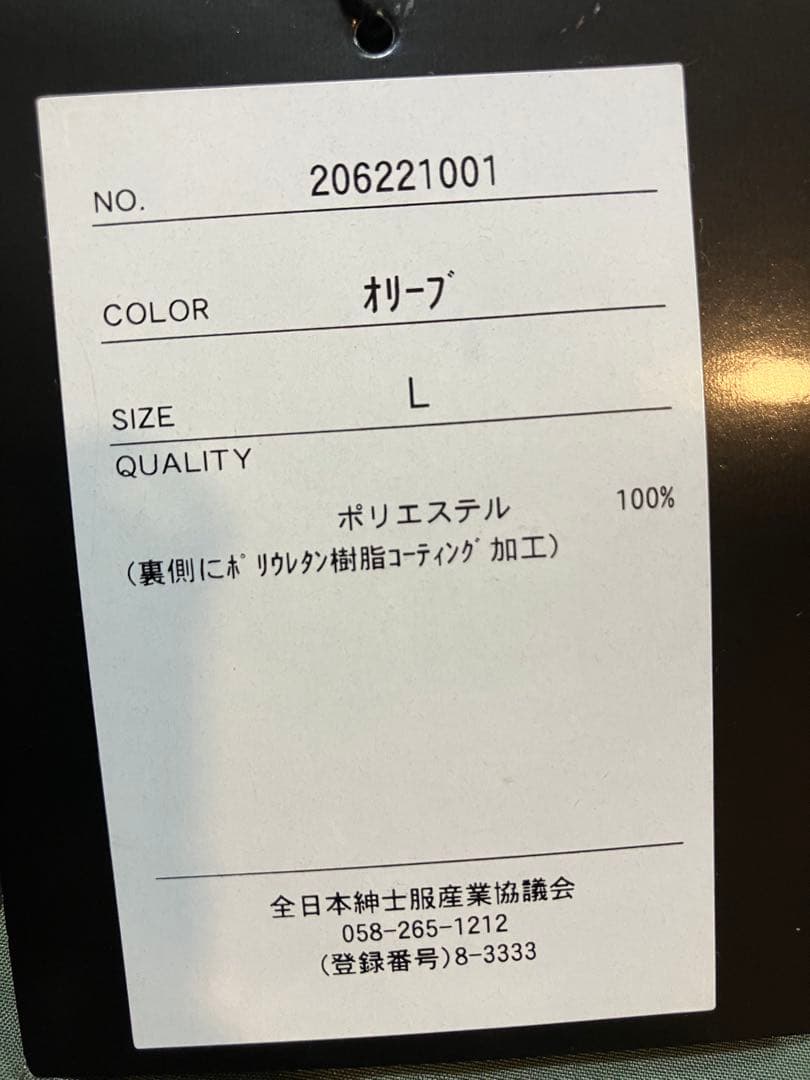 NO. 206221001
COLOR ｵﾘｰﾌﾞ
SIZE L
QUALITY
ポリエステル 100%
(裏側にﾎﾟﾘｳﾚﾀﾝ樹脂ｺｰﾃｨﾝｸﾞ加工)
全日本紳士服産業協議会
058-265-1212
(登録番号)8-3333